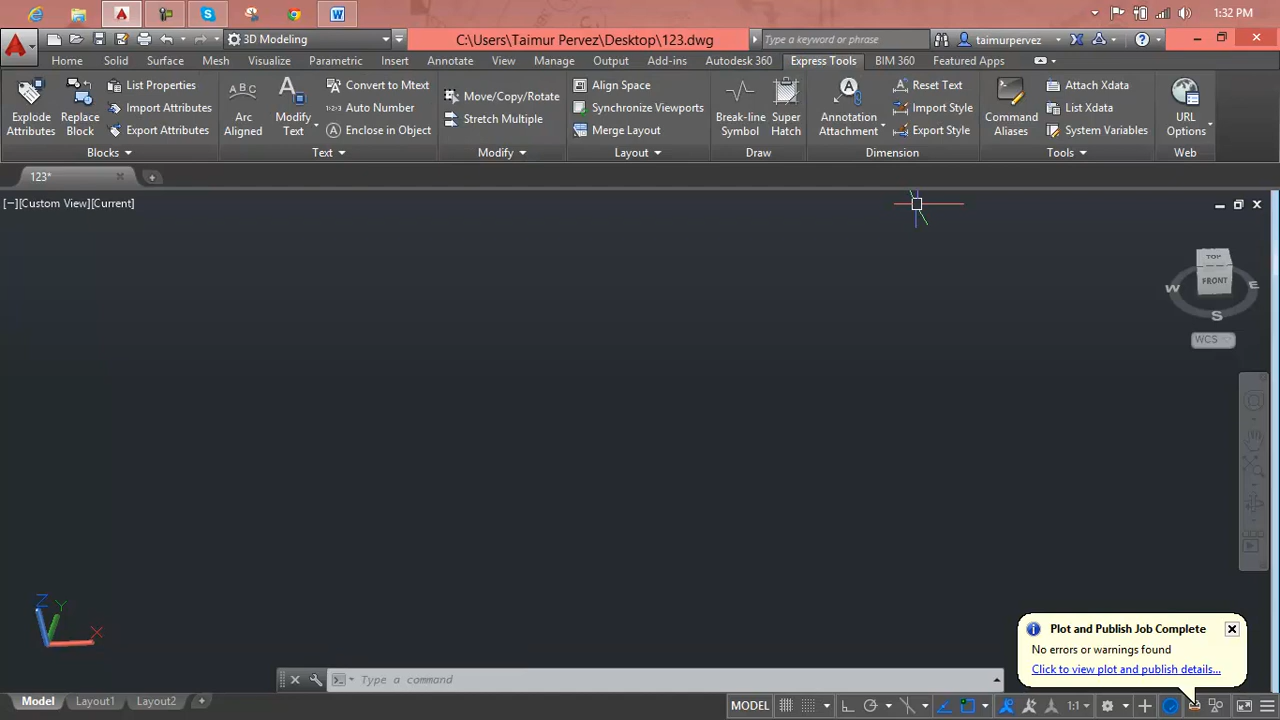 1:32 PM
3D Modeling
C:\Users\Taimur Pervez\Desktop\123.dwg
Type a keyword or phrase
taimurpervez
Home Solid Surface Mesh Visualize Parametric Insert Annotate View Manage Output Add-ins Autodesk 360 Express Tools BIM 360 Featured Apps
Explode Attributes
Replace Block
List Properties
Import Attributes
Export Attributes
Blocks
Arc Aligned
Modify Text
Convert to Mtext
Auto Number
Enclose in Object
Text
Move/Copy/Rotate
Stretch Multiple
Modify
Align Space
Synchronize Viewports
Merge Layout
Layout
Break-line Symbol
Super Hatch
Draw
Annotation Attachment
Reset Text
Import Style
Export Style
Dimension
Command Aliases
Attach Xdata
List Xdata
System Variables
Tools
URL Options
Web
123*
[−][Custom View][Current]
TOP
FRONT
W
E
S
WCS
Z
Y
X
Plot and Publish Job Complete
No errors or warnings found
Click to view plot and publish details...
Type a command
Model Layout1 Layout2
MODEL
1:1